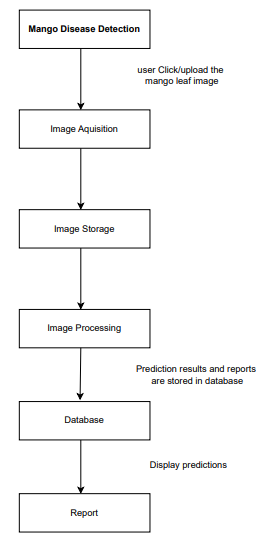 Mango Disease Detection
user Click/upload the
mango leaf image
Image Aquisition
Image Storage
Image Processing
Prediction results and reports
are stored in database
Database
Display predictions
Report